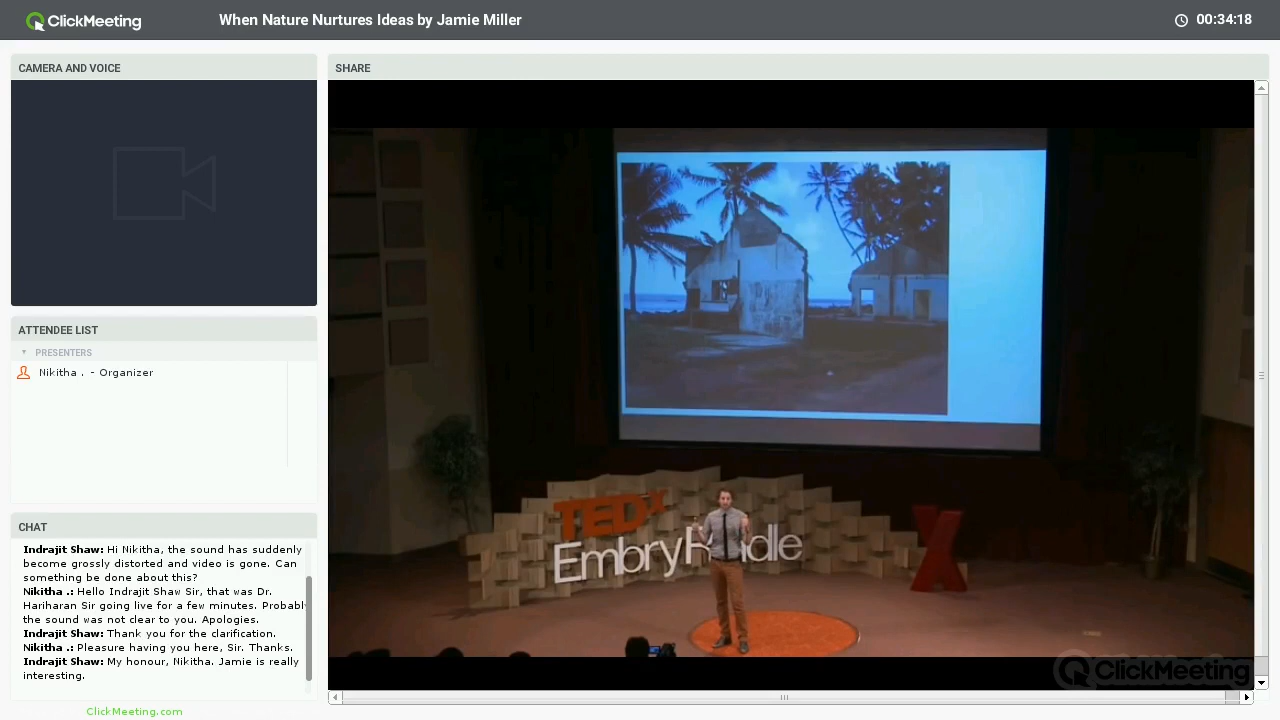 ClickMeeting
When Nature Nurtures Ideas by Jamie Miller
00:34:18
CAMERA AND VOICE
SHARE
ATTENDEE LIST
PRESENTERS
Nikitha . - Organizer
CHAT
Indrajit Shaw: Hi Nikitha, the sound has suddenly
become grossly distorted and video is gone. Can
something be done about this?
Nikitha .: Hello Indrajit Shaw Sir, that was Dr.
Hariharan Sir going live for a few minutes. Probably
the sound was not clear to you. Apologies.
Indrajit Shaw: Thank you for the clarification.
Nikitha .: Pleasure having you here, Sir. Thanks.
Indrajit Shaw: My honour, Nikitha. Jamie is really
interesting.
ClickMeeting.com
TEDx
EmbryRiddle
X
ClickMeeting